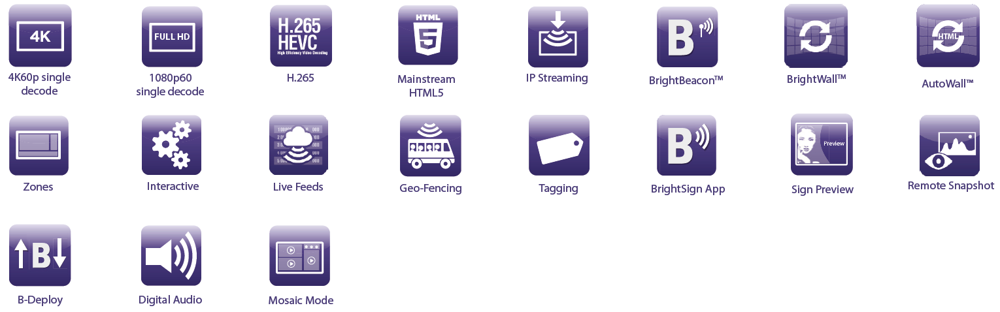 4K
FULL HD
H.265
HEVC
High Efficiency Video Decoding
HTML
5
B
HTML
4K60p single
decode
1080p60
single decode
H.265
Mainstream
HTML5
IP Streaming
BrightBeacon™
BrightWall™
AutoWall™
B
Preview
Zones
Interactive
Live Feeds
Geo-Fencing
Tagging
BrightSign App
Sign Preview
Remote Snapshot
B
B-Deploy
Digital Audio
Mosaic Mode